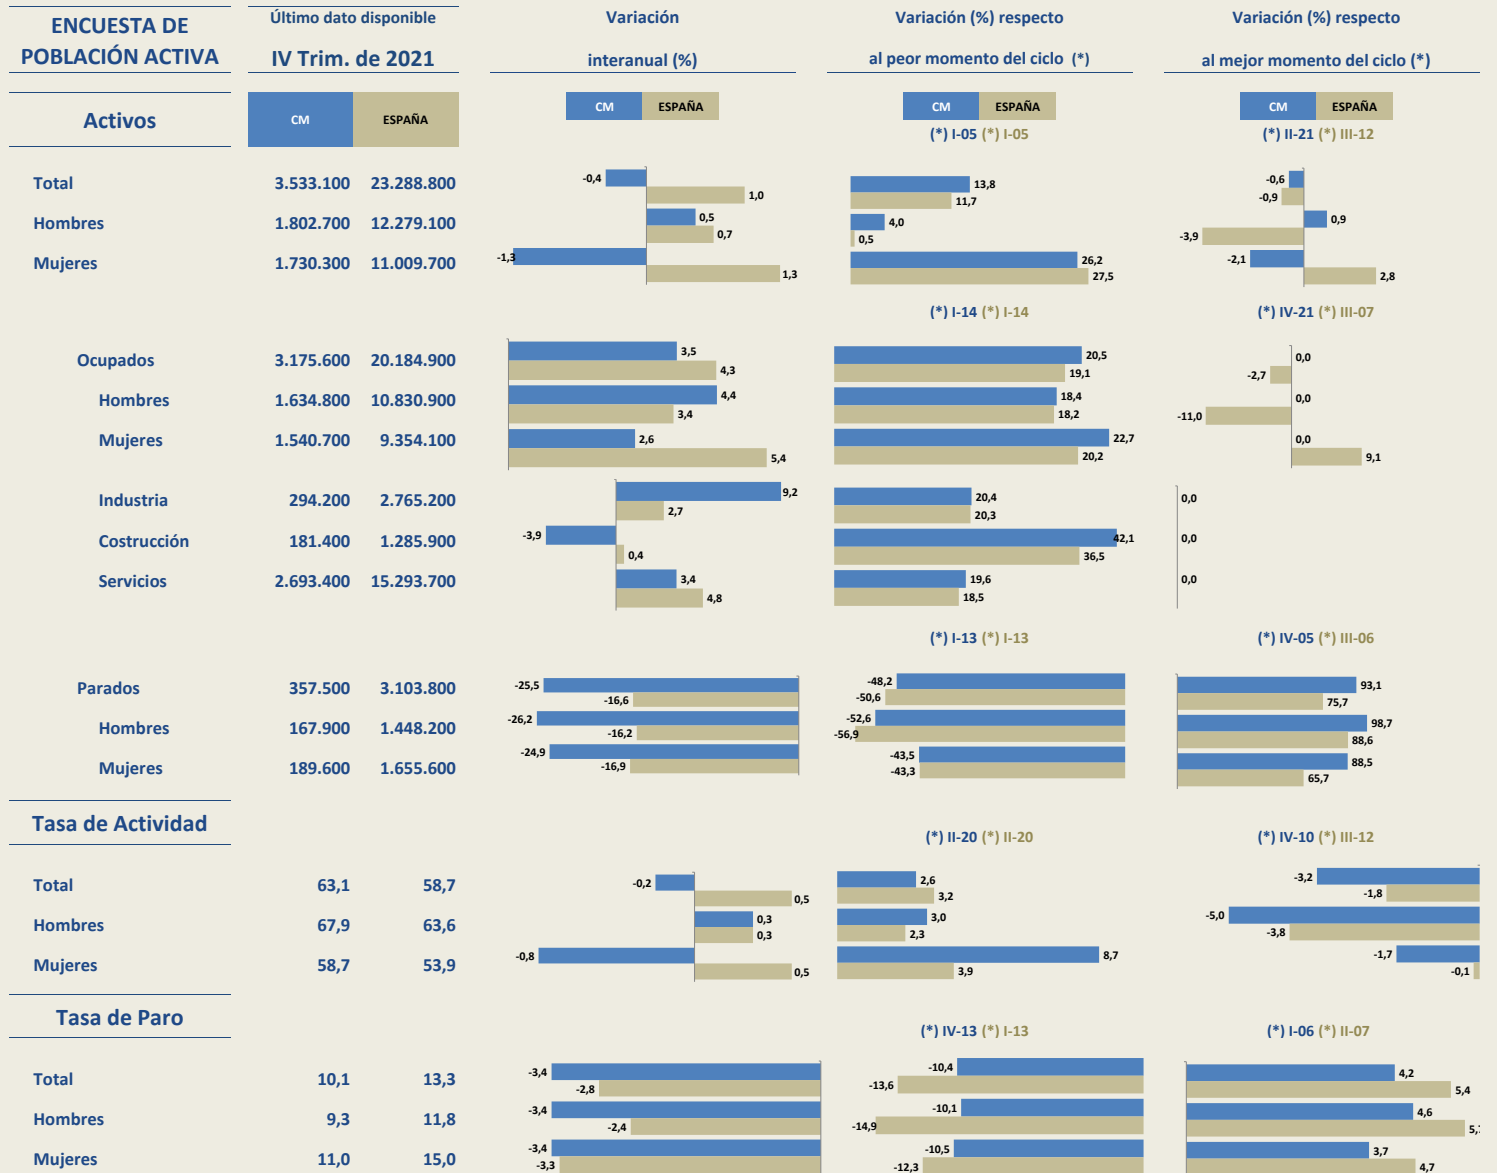 ENCUESTA DE
POBLACIÓN ACTIVA
Último dato disponible
IV Trim. de 2021
Variación
interanual (%)
Variación (%) respecto
al peor momento del ciclo (*)
Variación (%) respecto
al mejor momento del ciclo (*)
Activos
CM ESPAÑA
CM ESPAÑA
CM ESPAÑA
CM ESPAÑA
(*) I-05 (*) I-05
(*) II-21 (*) III-12
Total 3.533.100 23.288.800 -0,4 1,0 13,8 11,7 -0,6 -0,9
Hombres 1.802.700 12.279.100 0,5 0,7 4,0 0,5 0,9 -3,9
Mujeres 1.730.300 11.009.700 -1,3 1,3 26,2 27,5 -2,1 2,8
(*) I-14 (*) I-14
(*) IV-21 (*) III-07
Ocupados 3.175.600 20.184.900 3,5 4,3 20,5 19,1 0,0 -2,7
Hombres 1.634.800 10.830.900 4,4 3,4 18,4 18,2 0,0 -11,0
Mujeres 1.540.700 9.354.100 2,6 5,4 22,7 20,2 0,0 9,1
Industria 294.200 2.765.200 9,2 2,7 20,4 20,3 0,0
Costrucción 181.400 1.285.900 -3,9 0,4 42,1 36,5 0,0
Servicios 2.693.400 15.293.700 3,4 4,8 19,6 18,5 0,0
(*) I-13 (*) I-13
(*) IV-05 (*) III-06
Parados 357.500 3.103.800 -25,5 -16,6 -48,2 -50,6 93,1 75,7
Hombres 167.900 1.448.200 -26,2 -16,2 -52,6 -56,9 98,7 88,6
Mujeres 189.600 1.655.600 -24,9 -16,9 -43,5 -43,3 88,5 65,7
Tasa de Actividad
(*) II-20 (*) II-20
(*) IV-10 (*) III-12
Total 63,1 58,7 -0,2 0,5 2,6 3,2 -3,2 -1,8
Hombres 67,9 63,6 0,3 0,3 3,0 2,3 -5,0 -3,8
Mujeres 58,7 53,9 -0,8 0,5 8,7 3,9 -1,7 -0,1
Tasa de Paro
(*) IV-13 (*) I-13
(*) I-06 (*) II-07
Total 10,1 13,3 -3,4 -2,8 -10,4 -13,6 4,2 5,4
Hombres 9,3 11,8 -3,4 -2,4 -10,1 -14,9 4,6
Mujeres 11,0 15,0 -3,4 -3,3 -10,5 -12,3 3,7 4,7